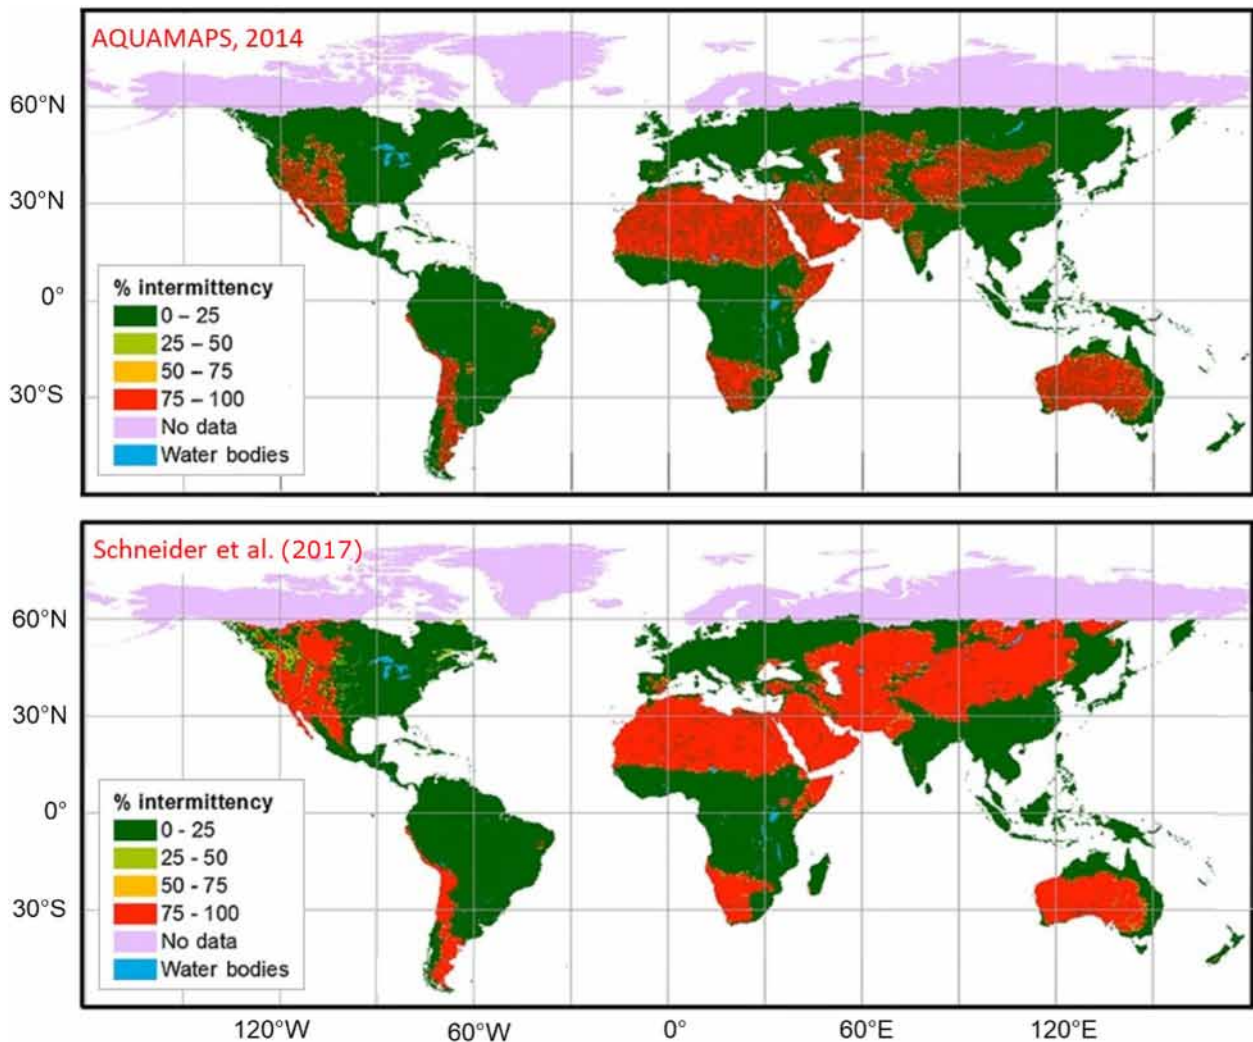 AQUAMAPS, 2014
60°N
30°N
0°
30°S
% intermittency
0 – 25
25 – 50
50 – 75
75 – 100
No data
Water bodies
Schneider et al. (2017)
60°N
30°N
0°
30°S
% intermittency
0 - 25
25 - 50
50 - 75
75 - 100
No data
Water bodies
120°W 60°W 0° 60°E 120°E